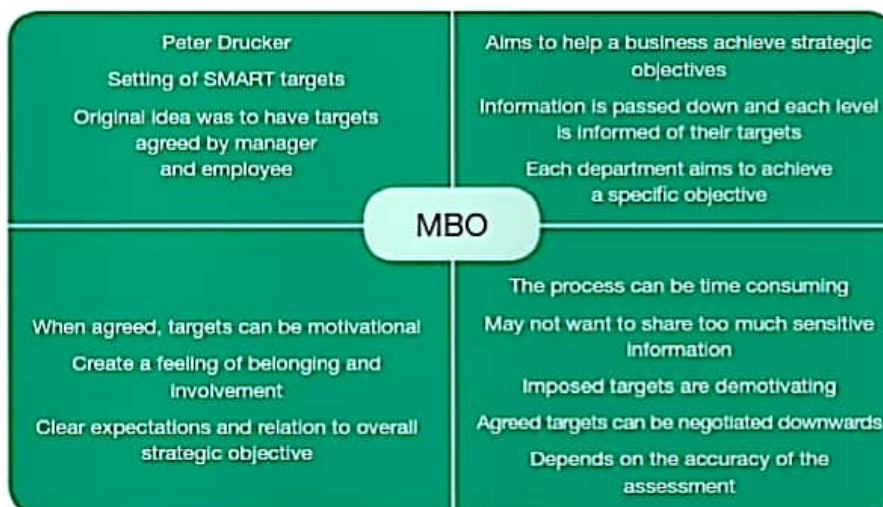 Peter Drucker
Setting of SMART targets
Original idea was to have targets
agreed by manager
and employee
Aims to help a business achieve strategic
objectives
Information is passed down and each level
is informed of their targets
Each department aims to achieve
a specific objective
MBO
When agreed, targets can be motivational
Create a feeling of belonging and
involvement
Clear expectations and relation to overall
strategic objective
The process can be time consuming
May not want to share too much sensitive
information
Imposed targets are demotivating
Agreed targets can be negotiated downwards
Depends on the accuracy of the
assessment